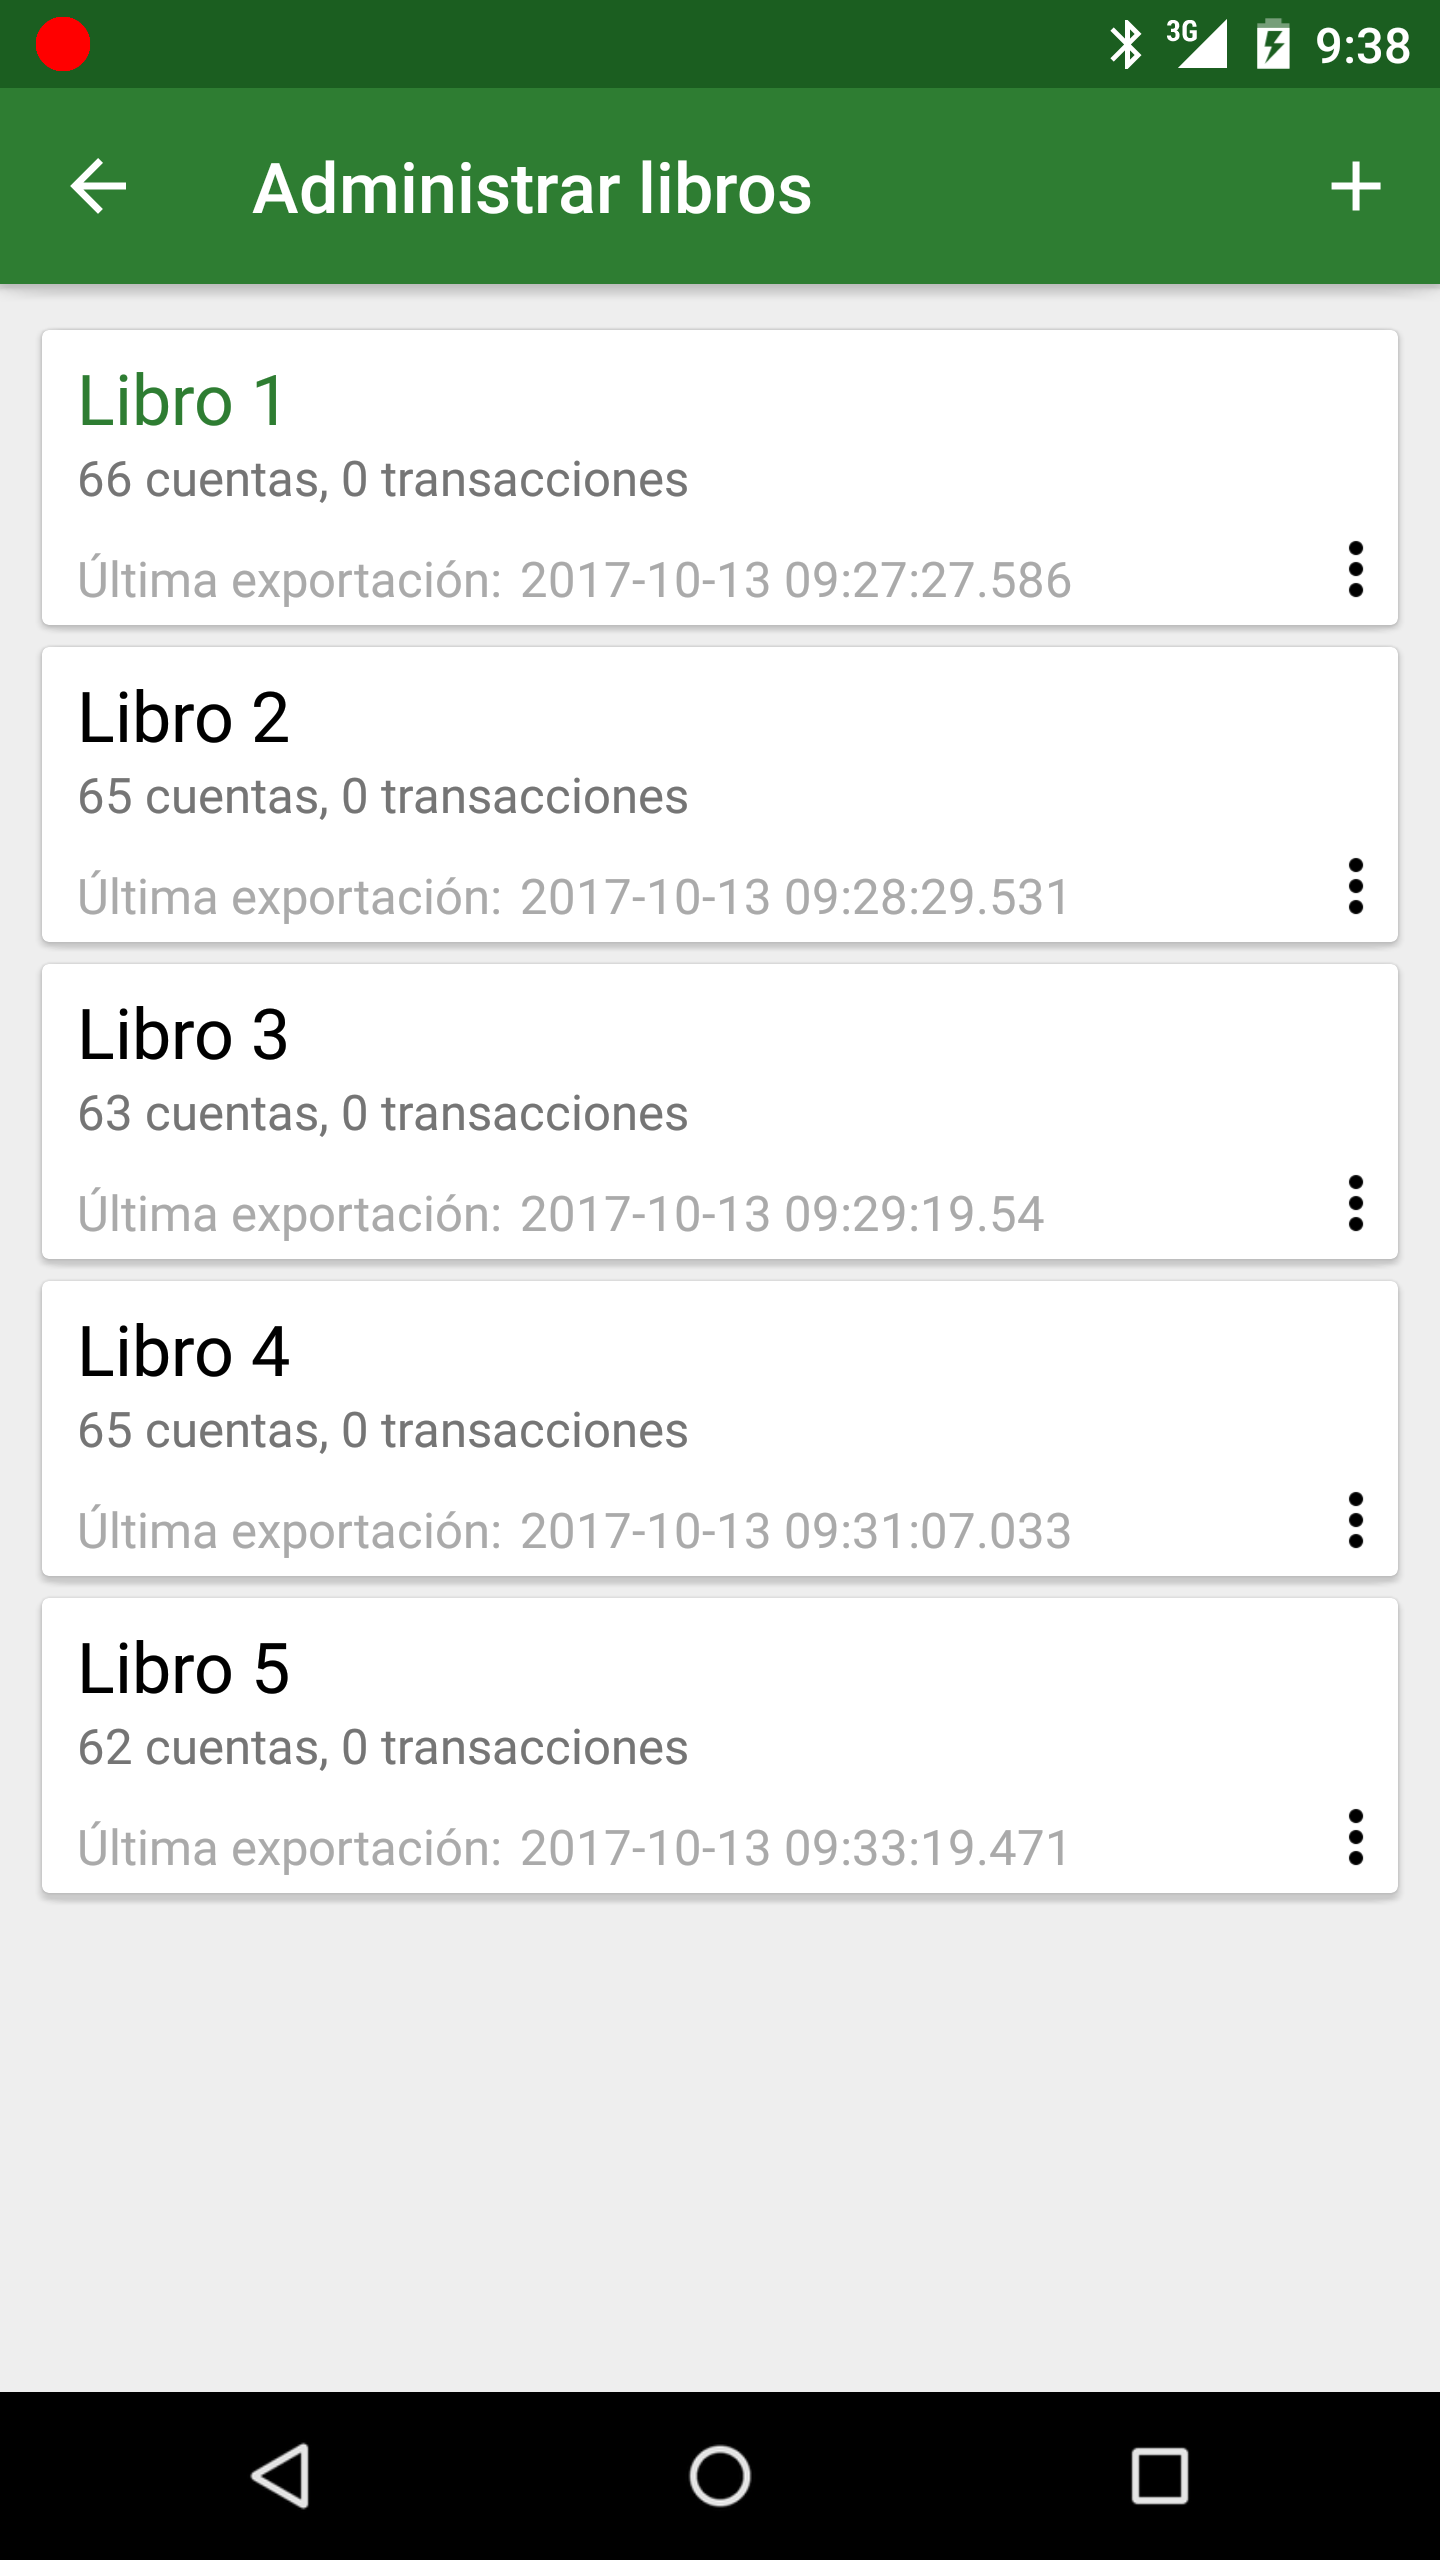 3G 9:38
Administrar libros
Libro 1
66 cuentas, 0 transacciones
Última exportación: 2017-10-13 09:27:27.586
Libro 2
65 cuentas, 0 transacciones
Última exportación: 2017-10-13 09:28:29.531
Libro 3
63 cuentas, 0 transacciones
Última exportación: 2017-10-13 09:29:19.54
Libro 4
65 cuentas, 0 transacciones
Última exportación: 2017-10-13 09:31:07.033
Libro 5
62 cuentas, 0 transacciones
Última exportación: 2017-10-13 09:33:19.471